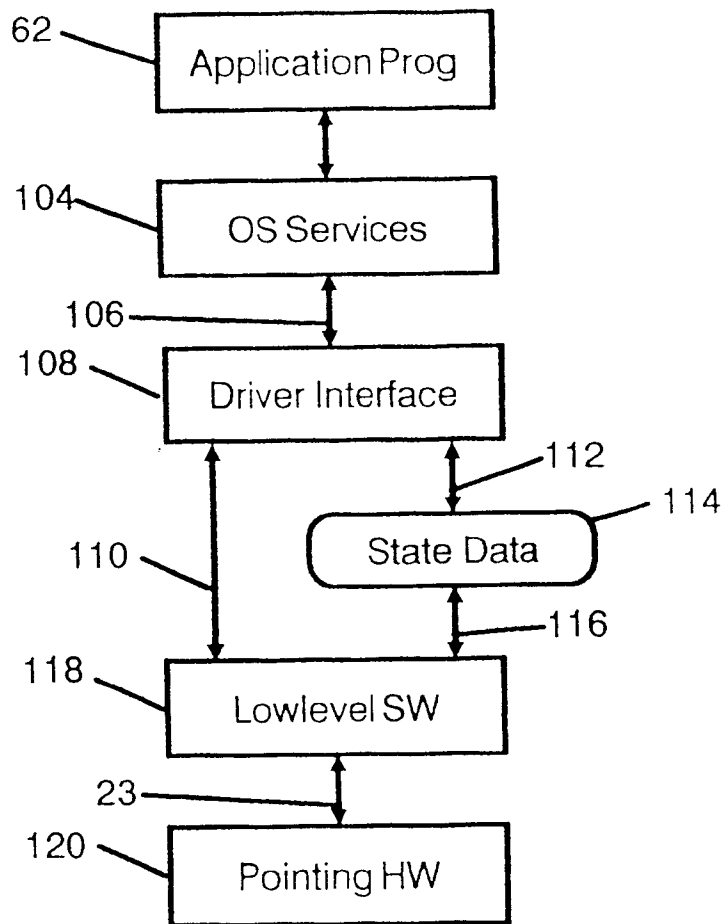 62
Application Prog
104
OS Services
106
108
Driver Interface
112
114
State Data
110
116
118
Lowlevel SW
23
120
Pointing HW